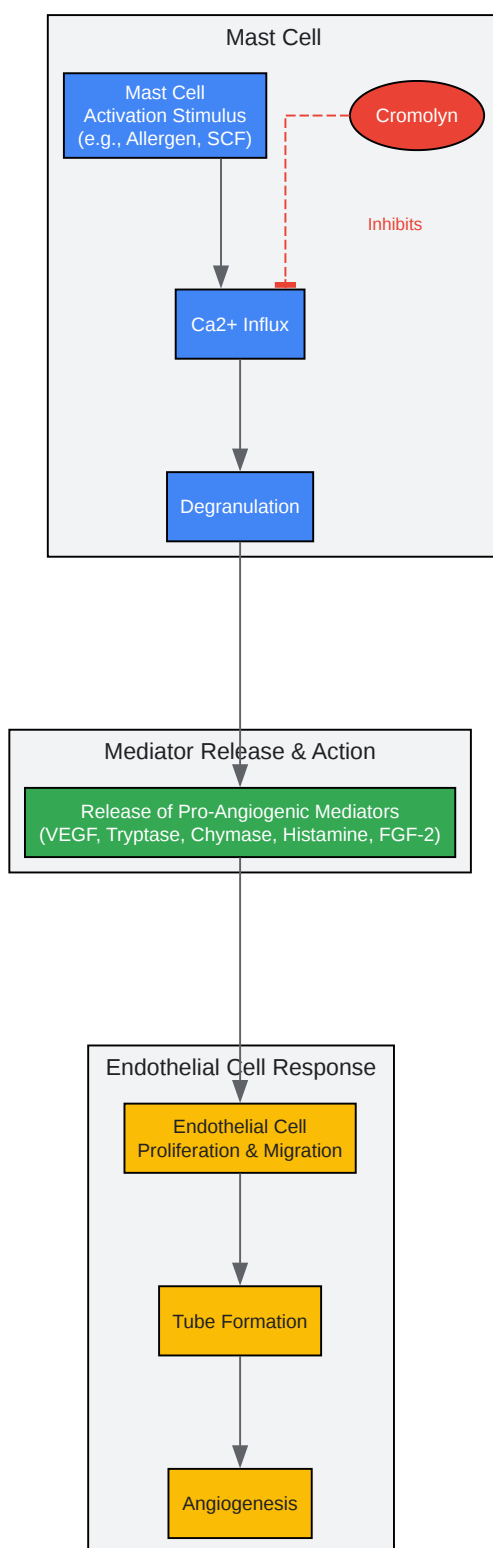 Mast Cell
Mast Cell
Activation Stimulus
(e.g., Allergen, SCF)
Cromolyn
Inhibits
Ca2+ Influx
Degranulation
Mediator Release & Action
Release of Pro-Angiogenic Mediators
(VEGF, Tryptase, Chymase, Histamine, FGF-2)
Endothelial Cell Response
Endothelial Cell
Proliferation & Migration
Tube Formation
Angiogenesis